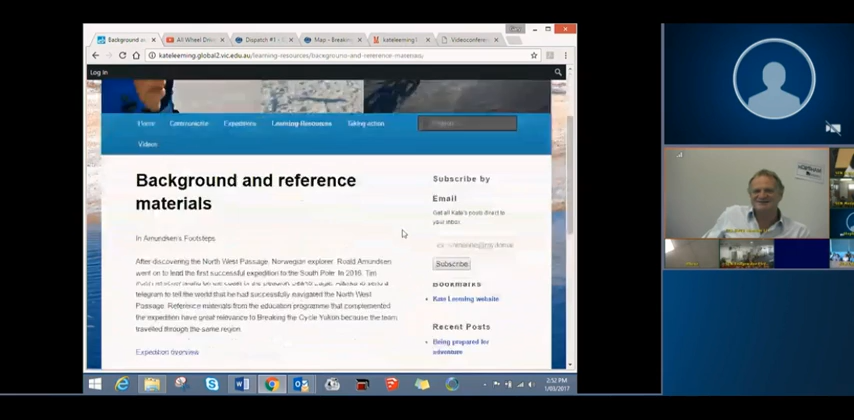 Background an
All Wheel Driv
Dispatch #1 - S
Map - Breaking
kateleeming l
Videoconferen
kateleeming.global2.vic.edu.au/learning-resources/background-and-reference-materials/
Log In
Home Communicate Expeditions Learning Resources Taking action
Videos
Background and reference
materials
In Amundsen's Footsteps
After discovering the North West Passage, Norwegian explorer, Roald Amundsen
went on to lead the first successful expedition to the South Pole. In 2016, Ten
telegram to tell the world that he had successfully navigated the North West
Passage. Reference materials from the education programme that complemented
the expedition have great relevance to Breaking the Cycle Yukon because the team
travelled through the same region.
Expedition overview
Subscribe by
Email
Get all Kate's posts direct to
your inbox.
Subscribe
Bookmarks
Kate Leeming website
Recent Posts
Being prepared for
adventure
2:52 PM
1/03/2017